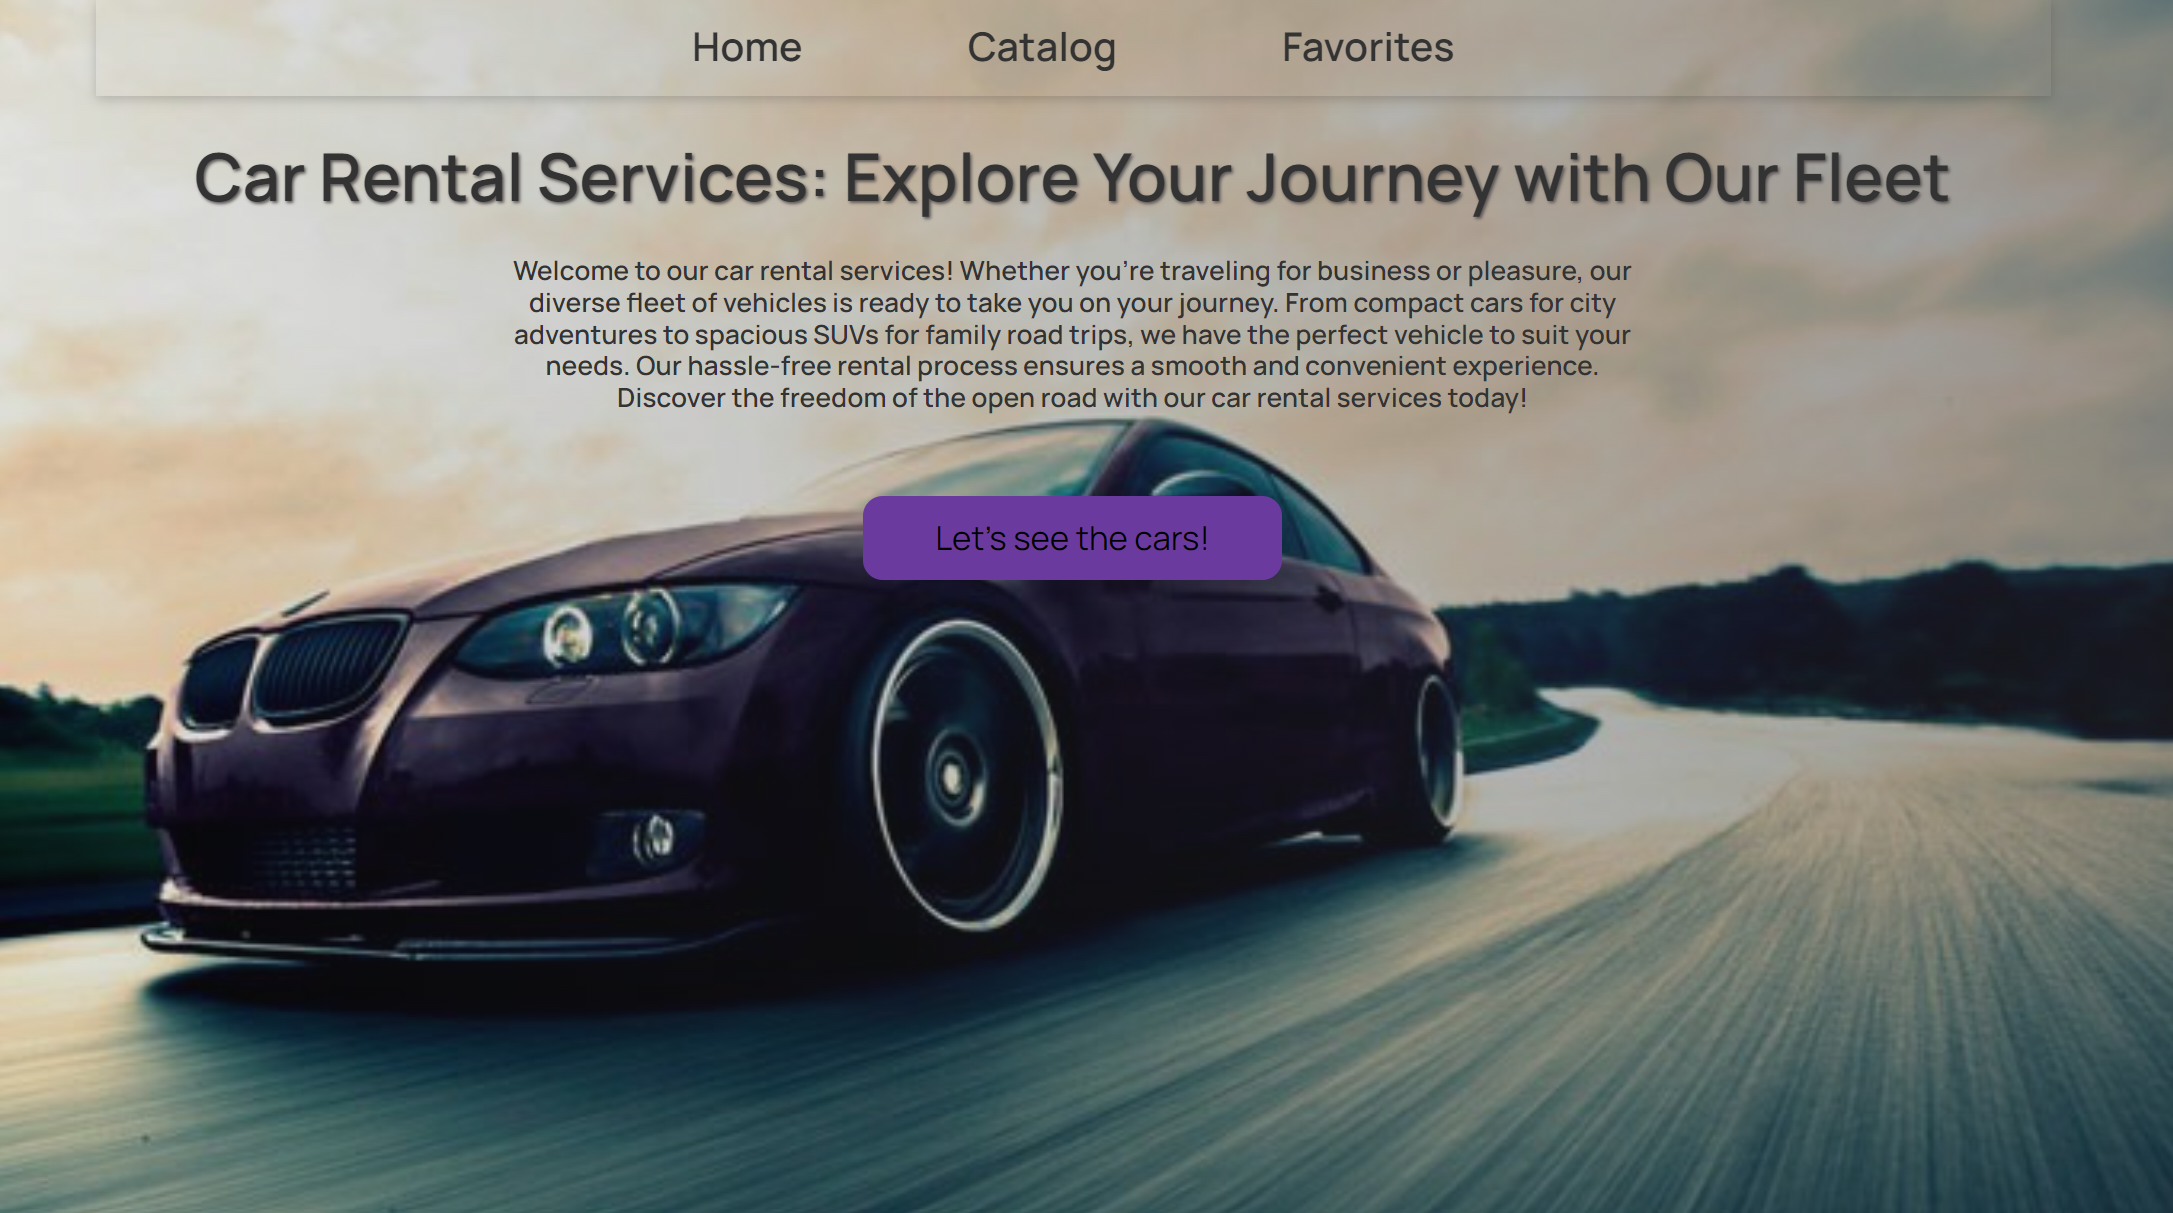 Home Catalog Favorites
Car Rental Services: Explore Your Journey with Our Fleet
Welcome to our car rental services! Whether you're traveling for business or pleasure, our
diverse fleet of vehicles is ready to take you on your journey. From compact cars for city
adventures to spacious SUVs for family road trips, we have the perfect vehicle to suit your
needs. Our hassle-free rental process ensures a smooth and convenient experience.
Discover the freedom of the open road with our car rental services today!
Let's see the cars!